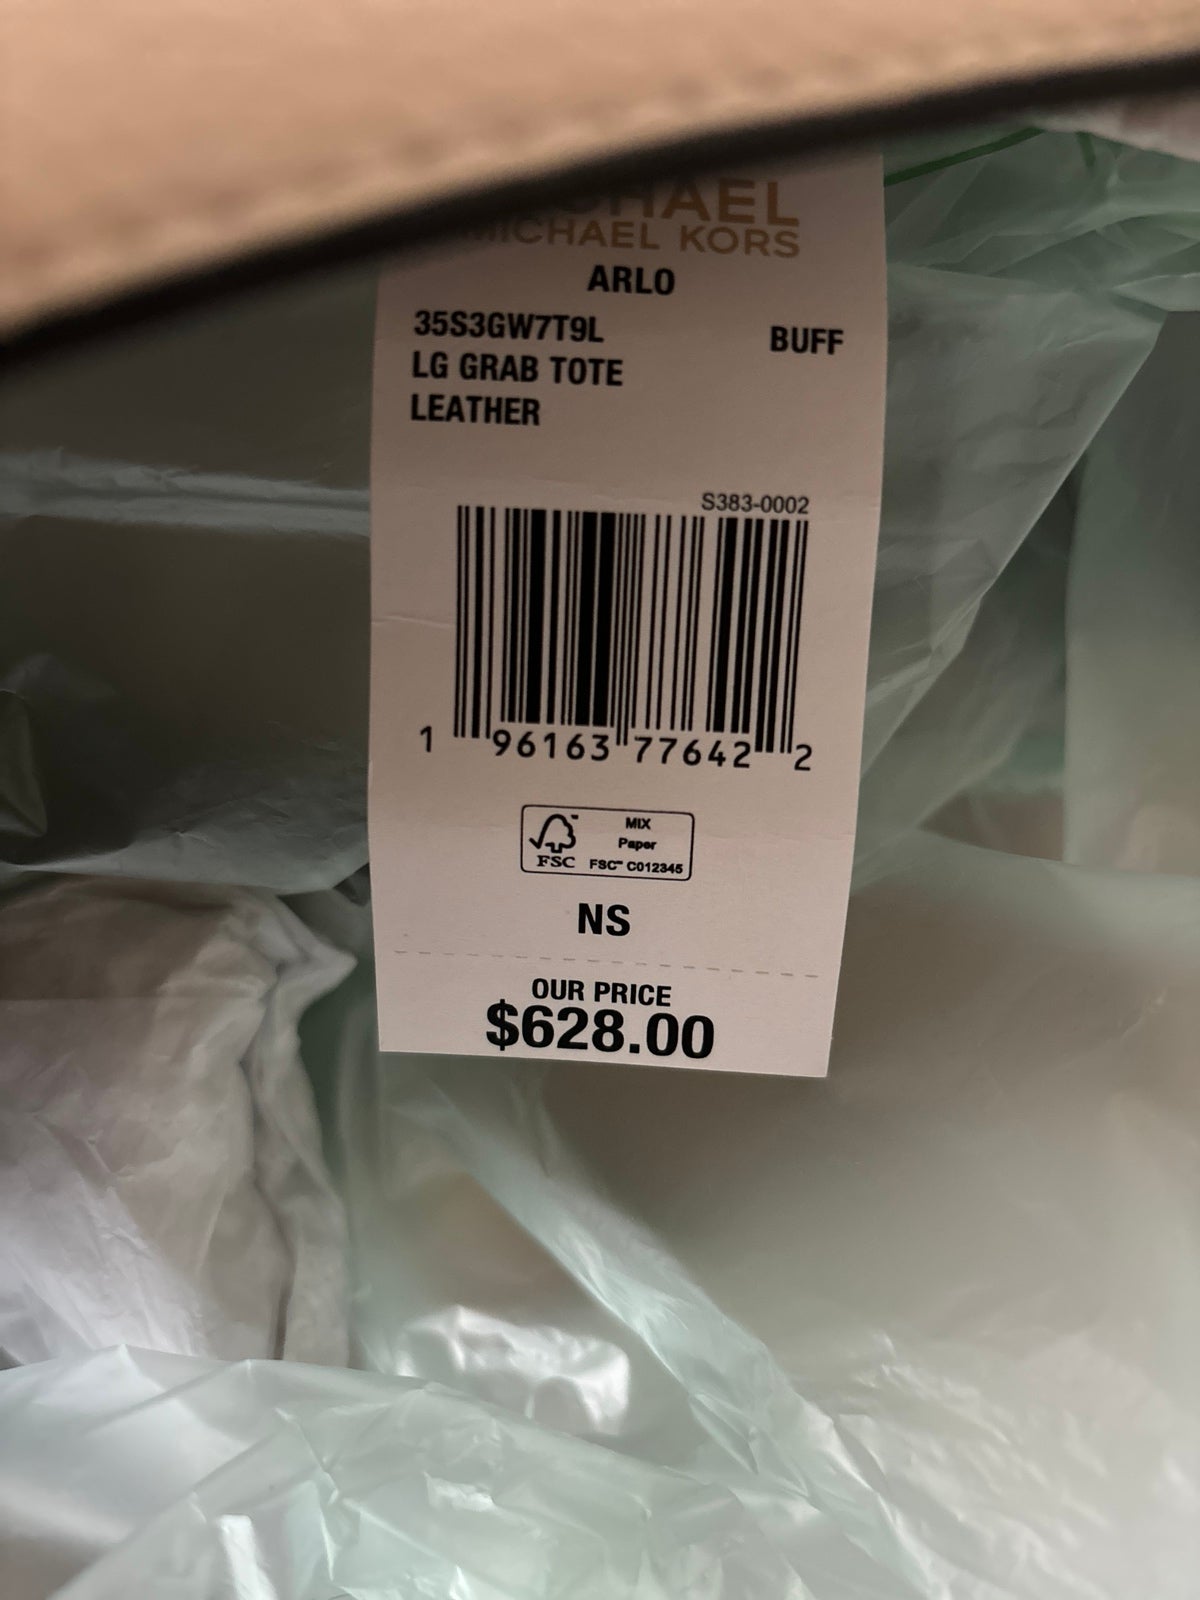 MICHAEL
MICHAEL KORS
ARLO
35S3GW7T9L BUFF
LG GRAB TOTE
LEATHER
S383-0002
1 96163 77642 2
FSC MIX
Paper
FSC™ C012345
NS
OUR PRICE
$628.00